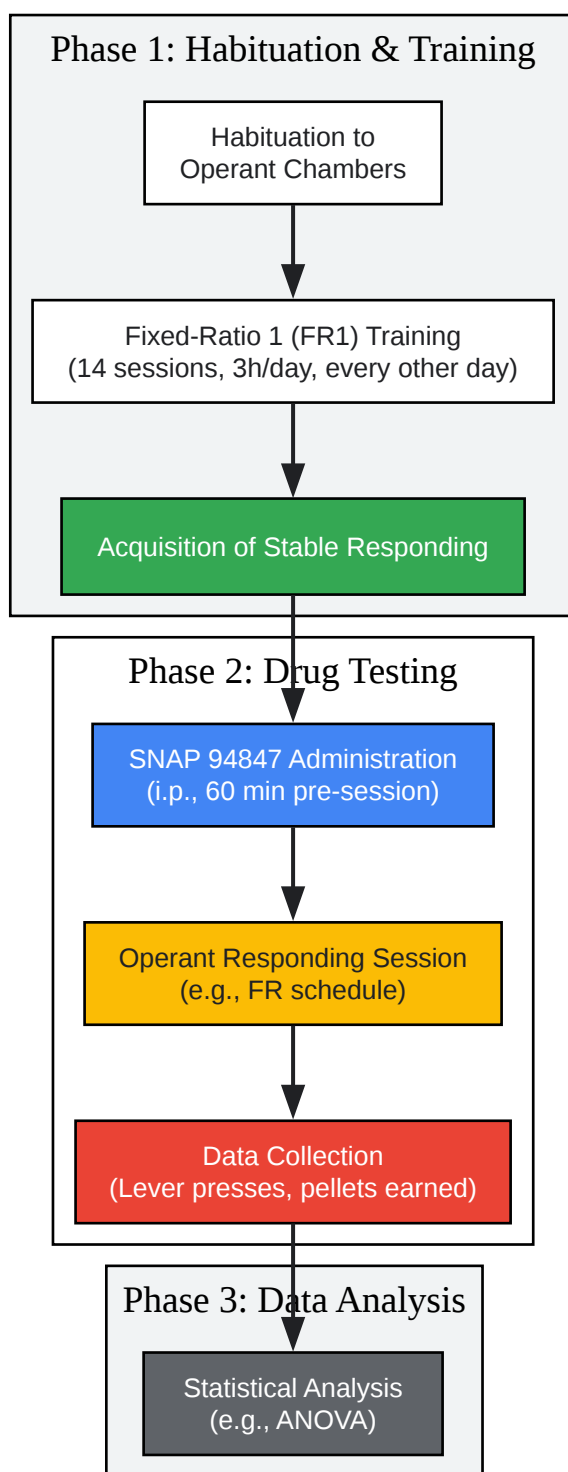 Phase 1: Habituation & Training
Habituation to
Operant Chambers
Fixed-Ratio 1 (FR1) Training
(14 sessions, 3h/day, every other day)
Acquisition of Stable Responding
Phase 2: Drug Testing
SNAP 94847 Administration
(i.p., 60 min pre-session)
Operant Responding Session
(e.g., FR schedule)
Data Collection
(Lever presses, pellets earned)
Phase 3: Data Analysis
Statistical Analysis
(e.g., ANOVA)